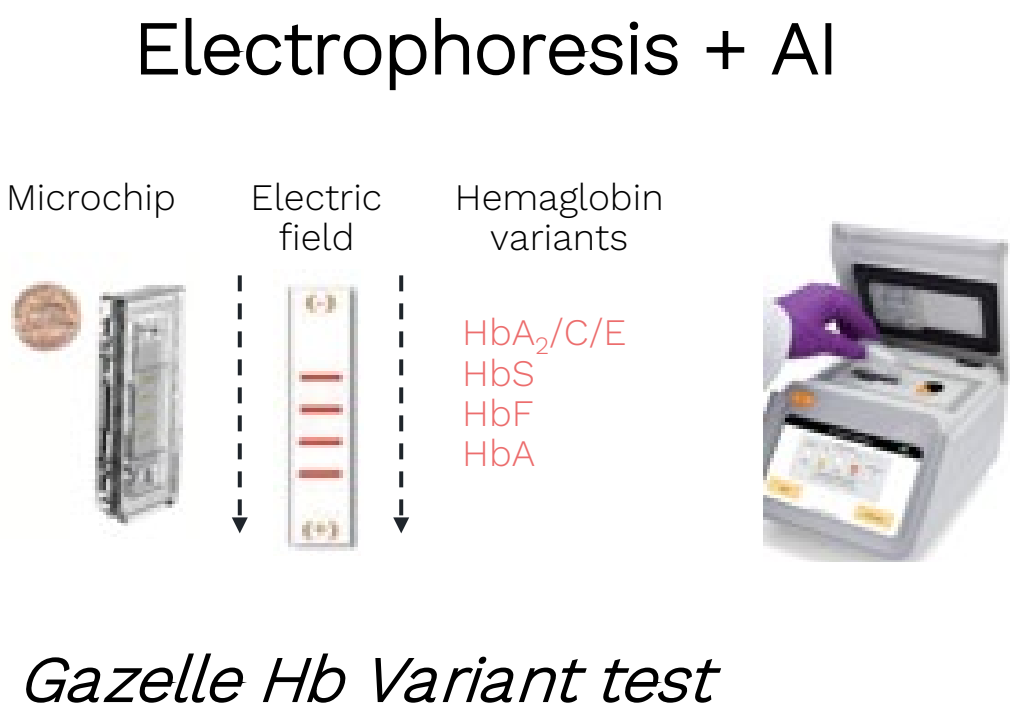 Electrophoresis + AI
Microchip
Electric
field
Hemaglobin
variants
(-)
HbA₂/C/E
HbS
HbF
HbA
(+)
Gazelle Hb Variant test